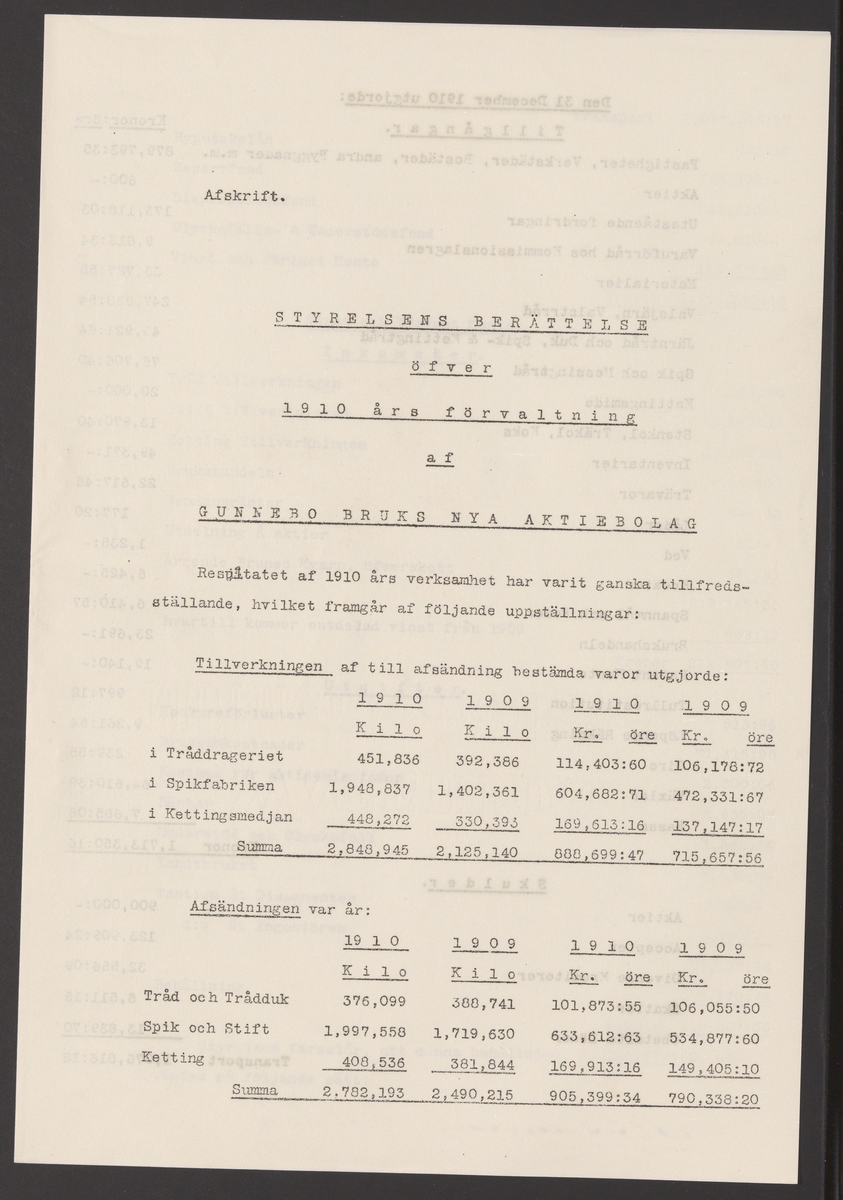 Afskrift.
STYRELSENS BERÄTTELSE
öfver
1910 års förvaltning
af
GUNNEBO BRUKS NYA AKTIEBOLAG
Resultatet af 1910 års verksamhet har varit ganska tillfreds-
ställande, hvilket framgår af följande uppställningar:
Tillverkningen af till afsändning bestämda varor utgjorde:
1910 1909 1910 1909
Kilo Kilo Kr. öre Kr. öre
i Tråddrageriet 451,836 392,386 114,403:60 106,178:72
i Spikfabriken 1,948,837 1,402,361 604,682:71 472,331:67
i Kettingsmedjan 448,272 330,393 169,613:16 137,147:17
Summa 2,848,945 2,125,140 888,699:47 715,657:56
Afsändningen var år:
1910 1909 1910 1909
Kilo Kilo Kr. öre Kr. öre
Tråd och Trådduk 376,099 388,741 101,873:55 106,055:50
Spik och Stift 1,997,558 1,719,630 633,612:63 534,877:60
Ketting 408,536 381,844 169,913:16 149,405:10
Summa 2,782,193 2,490,215 905,399:34 790,338:20